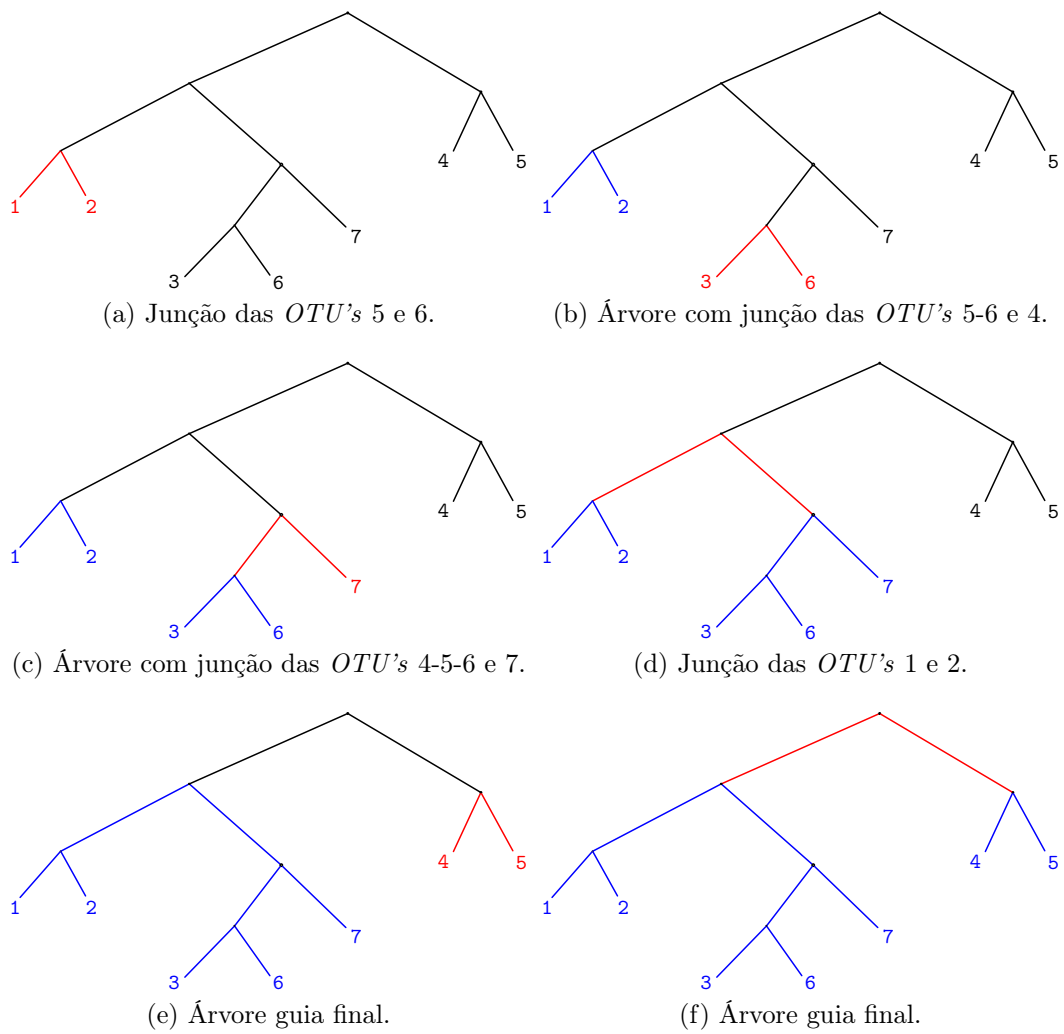 4 5 4 5
1 2 1 2
7 7
3 6 3 6
(a) Junção das OTU's 5 e 6. (b) Árvore com junção das OTU's 5-6 e 4.
4 5 4 5
1 2 1 2
7 7
3 6 3 6
(c) Árvore com junção das OTU's 4-5-6 e 7. (d) Junção das OTU's 1 e 2.
4 5 4 5
1 2 1 2
7 7
3 6 3 6
(e) Árvore guia final. (f) Árvore guia final.